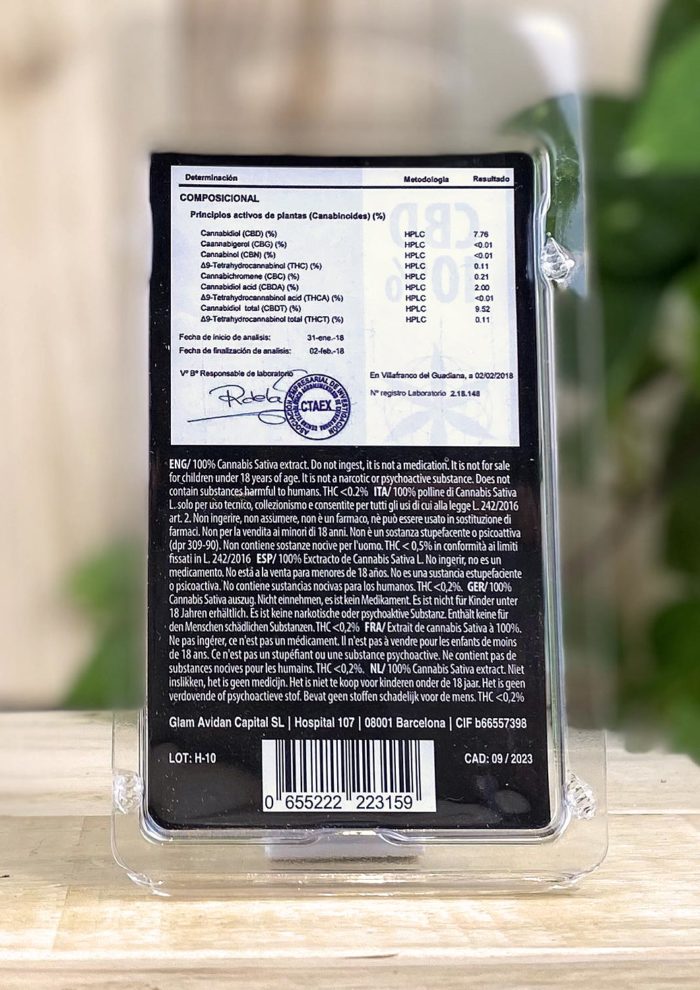 Determinación Metodologia Resultado
COMPOSICIONAL
Principios activos de plantas (Canabinoides) (%)
Cannabidiol (CBD) (%) HPLC 7.76
Caannabigerol (CBG) (%) HPLC <0.01
Cannabinol (CBN) (%) HPLC <0.01
Δ9-Tetrahydrocannabinol (THC) (%) HPLC 0.11
Cannabichromene (CBC) (%) HPLC 0.21
Cannabidiol acid (CBDA) (%) HPLC 2.00
Δ9-Tetrahydrocannabinol acid (THCA) (%) HPLC <0.01
Cannabidiol total (CBDT) (%) HPLC 9.52
Δ9-Tetrahydrocannabinol total (THCT) (%) HPLC 0.11
Fecha de inicio de analisis: 31-ene.-18
Fecha de finalización de analisis: 02-feb.-18
Vº Bº Responsable de laboratorio En Villafranco del Guadiana, a 02/02/2018
Nº registro Laboratorio 2.18.148
CTAEX
CBD
10%
ENG/ 100% Cannabis Sativa extract. Do not ingest, it is not a medication. It is not for sale
for children under 18 years of age. It is not a narcotic or psychoactive substance. Does not
contain substances harmful to humans. THC <0.2% ITA/ 100% polline di Cannabis Sativa
L. solo per uso tecnico, collezionismo e consentite per tutti gli usi di cui alla legge L. 242/2016
art. 2. Non ingerire, non assumere, non è un farmaco, nè può essere usato in sostituzione di
farmaci. Non per la vendita ai minori di 18 anni. Non è un sostanza stupefacente o psicoattiva
(dpr 309-90). Non contiene sostanze nocive per l'uomo. THC < 0,5% in conformità ai limiti
fissati in L. 242/2016 ESP/ 100% Exctracto de Cannabis Sativa L. No ingerir, no es un
medicamento. No está a la venta para menores de 18 años. No es una sustancia estupefaciente
o psicoactiva. No contiene sustancias nocivas para los humanos. THC <0,2%. GER/ 100%
Cannabis Sativa auszug. Nicht einnehmen, es ist kein Medikament. Es ist nicht für Kinder unter
18 Jahren erhältlich. Es ist keine narkotische oder psychoaktive Substanz. Enthält keine für
den Menschen schädlichen Substanzen. THC <0,2% FRA/ Extrait de cannabis Sativa à 100%.
Ne pas ingérer, ce n'est pas un médicament. Il n'est pas à vendre pour les enfants de moins
de 18 ans. Ce n'est pas un stupéfiant ou une substance psychoactive. Ne contient pas de
substances nocives pour les humains. THC <0,2%. NL/ 100% Cannabis Sativa extract. Niet
inslikken, het is geen medicijn. Het is niet te koop voor kinderen onder de 18 jaar. Het is geen
verdovende of psychoactieve stof. Bevat geen stoffen schadelijk voor de mens. THC <0,2%
Glam Avidan Capital SL | Hospital 107 | 08001 Barcelona | CIF b66557398
LOT: H-10 CAD: 09 / 2023
0 655222 223159